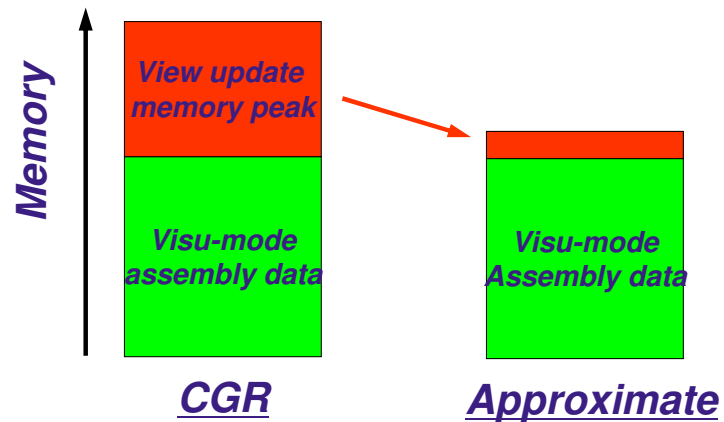 Memory
View update
memory peak
Visu-mode
assembly data
Visu-mode
Assembly data
CGR
Approximate